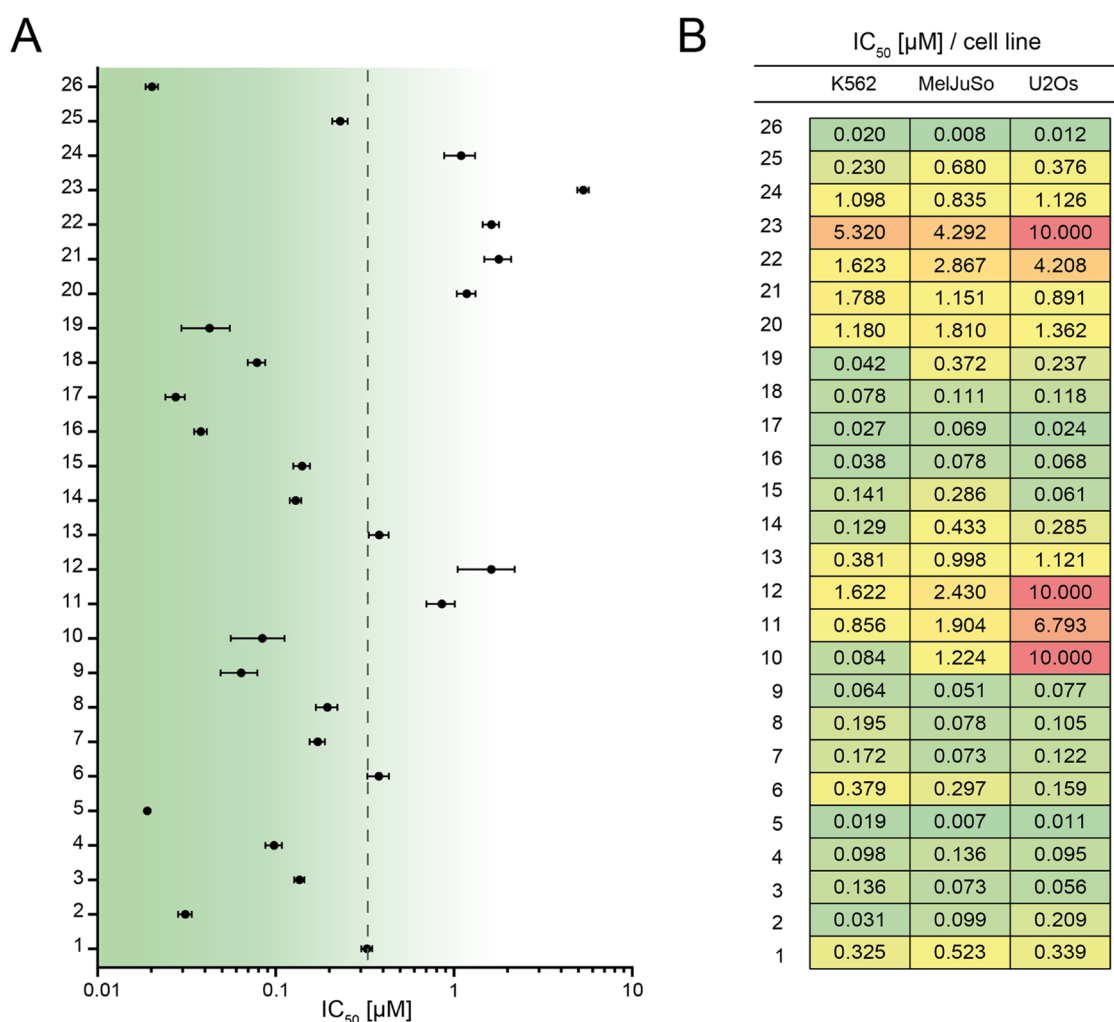 A
26
25
24
23
22
21
20
19
18
17
16
15
14
13
12
11
10
9
8
7
6
5
4
3
2
1
0.01 0.1 1 10
IC50 [µM]
B
IC50 [µM] / cell line
K562 MelJuSo U2Os
26 0.020 0.008 0.012
25 0.230 0.680 0.376
24 1.098 0.835 1.126
23 5.320 4.292 10.000
22 1.623 2.867 4.208
21 1.788 1.151 0.891
20 1.180 1.810 1.362
19 0.042 0.372 0.237
18 0.078 0.111 0.118
17 0.027 0.069 0.024
16 0.038 0.078 0.068
15 0.141 0.286 0.061
14 0.129 0.433 0.285
13 0.381 0.998 1.121
12 1.622 2.430 10.000
11 0.856 1.904 6.793
10 0.084 1.224 10.000
9 0.064 0.051 0.077
8 0.195 0.078 0.105
7 0.172 0.073 0.122
6 0.379 0.297 0.159
5 0.019 0.007 0.011
4 0.098 0.136 0.095
3 0.136 0.073 0.056
2 0.031 0.099 0.209
1 0.325 0.523 0.339